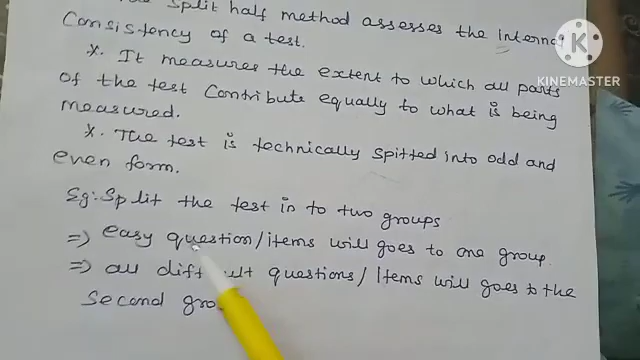 The Split half method assesses the internal
Consistency of a test.
* It measures the extent to which all parts
of the test Contribute equally to what is being
measured.
* The test is technically spitted into odd and
even form.
Eg: Split the test in to two groups
=> easy question/items will goes to one group.
=> all difficult questions/items will goes to the
Second
KINEMASTER